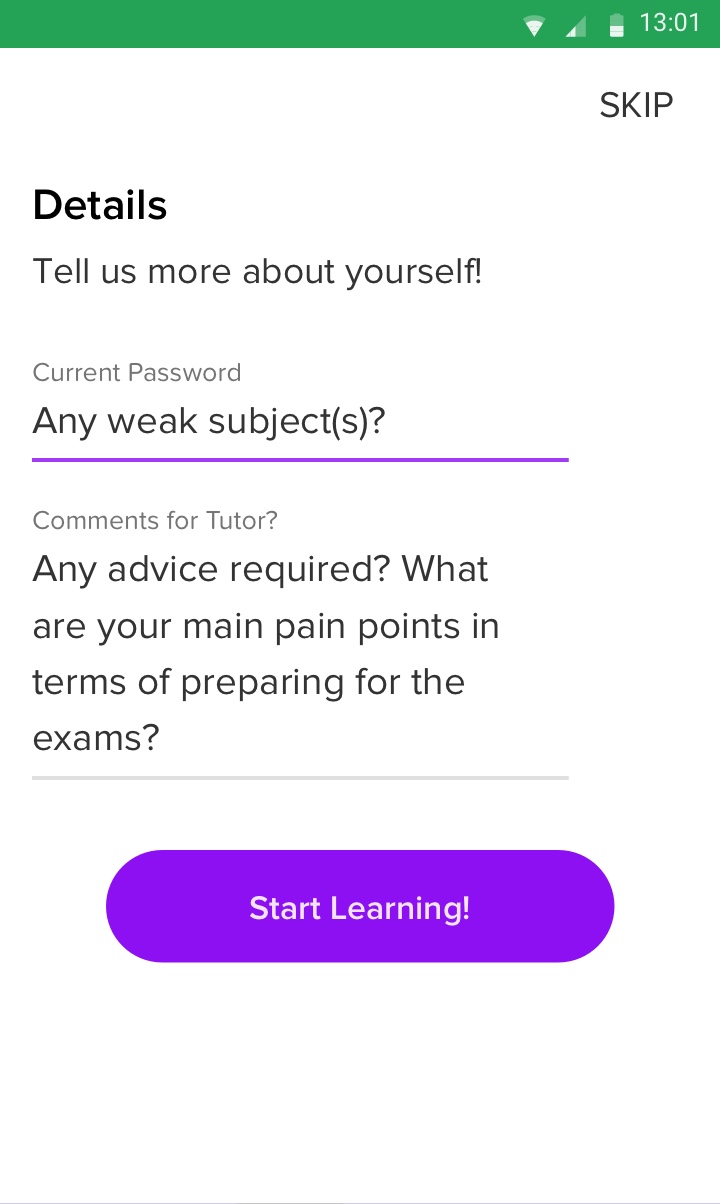 13:01
SKIP
Details
Tell us more about yourself!
Current Password
Any weak subject(s)?
Comments for Tutor?
Any advice required? What
are your main pain points in
terms of preparing for the
exams?
Start Learning!